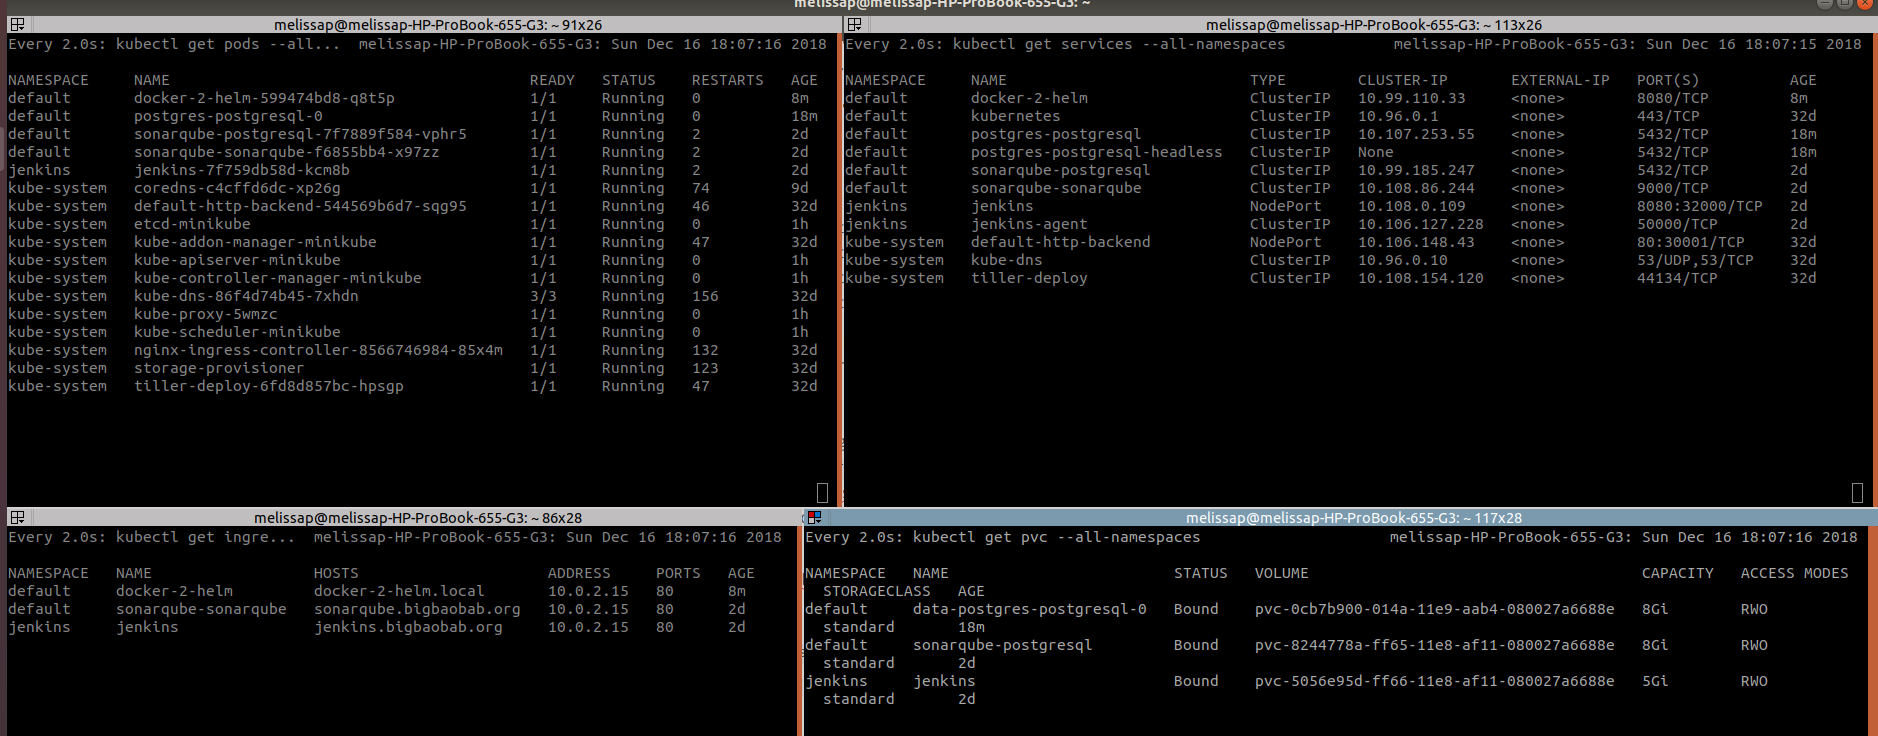 melissap@melissap-HP-ProBook-655-G3: ~
melissap@melissap-HP-ProBook-655-G3: ~ 91x26
Every 2.0s: kubectl get pods --all... melissap-HP-ProBook-655-G3: Sun Dec 16 18:07:16 2018
NAMESPACE NAME READY STATUS RESTARTS AGE
default docker-2-helm-599474bd8-q8t5p 1/1 Running 0 8m
default postgres-postgresql-0 1/1 Running 0 18m
default sonarqube-postgresql-7f7889f584-vphr5 1/1 Running 2 2d
default sonarqube-sonarqube-f6855bb4-x97zz 1/1 Running 2 2d
jenkins jenkins-7f759db58d-kcm8b 1/1 Running 2 2d
kube-system coredns-c4cffd6dc-xp26g 1/1 Running 74 9d
kube-system default-http-backend-544569b6d7-sqg95 1/1 Running 46 32d
kube-system etcd-minikube 1/1 Running 0 1h
kube-system kube-addon-manager-minikube 1/1 Running 47 32d
kube-system kube-apiserver-minikube 1/1 Running 0 1h
kube-system kube-controller-manager-minikube 1/1 Running 0 1h
kube-system kube-dns-86f4d74b45-7xhdn 3/3 Running 156 32d
kube-system kube-proxy-5wmzc 1/1 Running 0 1h
kube-system kube-scheduler-minikube 1/1 Running 0 1h
kube-system nginx-ingress-controller-8566746984-85x4m 1/1 Running 132 32d
kube-system storage-provisioner 1/1 Running 123 32d
kube-system tiller-deploy-6fd8d857bc-hpsgp 1/1 Running 47 32d
melissap@melissap-HP-ProBook-655-G3: ~ 113x26
Every 2.0s: kubectl get services --all-namespaces melissap-HP-ProBook-655-G3: Sun Dec 16 18:07:15 2018
NAMESPACE NAME TYPE CLUSTER-IP EXTERNAL-IP PORT(S) AGE
default docker-2-helm ClusterIP 10.99.110.33 <none> 8080/TCP 8m
default kubernetes ClusterIP 10.96.0.1 <none> 443/TCP 32d
default postgres-postgresql ClusterIP 10.107.253.55 <none> 5432/TCP 18m
default postgres-postgresql-headless ClusterIP None <none> 5432/TCP 18m
default sonarqube-postgresql ClusterIP 10.99.185.247 <none> 5432/TCP 2d
default sonarqube-sonarqube ClusterIP 10.108.86.244 <none> 9000/TCP 2d
jenkins jenkins NodePort 10.108.0.109 <none> 8080:32000/TCP 2d
jenkins jenkins-agent ClusterIP 10.106.127.228 <none> 50000/TCP 2d
kube-system default-http-backend NodePort 10.106.148.43 <none> 80:30001/TCP 32d
kube-system kube-dns ClusterIP 10.96.0.10 <none> 53/UDP,53/TCP 32d
kube-system tiller-deploy ClusterIP 10.108.154.120 <none> 44134/TCP 32d
melissap@melissap-HP-ProBook-655-G3: ~ 86x28
Every 2.0s: kubectl get ingre... melissap-HP-ProBook-655-G3: Sun Dec 16 18:07:16 2018
NAMESPACE NAME HOSTS ADDRESS PORTS AGE
default docker-2-helm docker-2-helm.local 10.0.2.15 80 8m
default sonarqube-sonarqube sonarqube.bigbaobab.org 10.0.2.15 80 2d
jenkins jenkins jenkins.bigbaobab.org 10.0.2.15 80 2d
melissap@melissap-HP-ProBook-655-G3: ~ 117x28
Every 2.0s: kubectl get pvc --all-namespaces melissap-HP-ProBook-655-G3: Sun Dec 16 18:07:16 2018
NAMESPACE NAME STATUS VOLUME CAPACITY ACCESS MODES
STORAGECLASS AGE
default data-postgres-postgresql-0 Bound pvc-0cb7b900-014a-11e9-aab4-080027a6688e 8Gi RWO
standard 18m
default sonarqube-postgresql Bound pvc-8244778a-ff65-11e8-af11-080027a6688e 8Gi RWO
standard 2d
jenkins jenkins Bound pvc-5056e95d-ff66-11e8-af11-080027a6688e 5Gi RWO
standard 2d